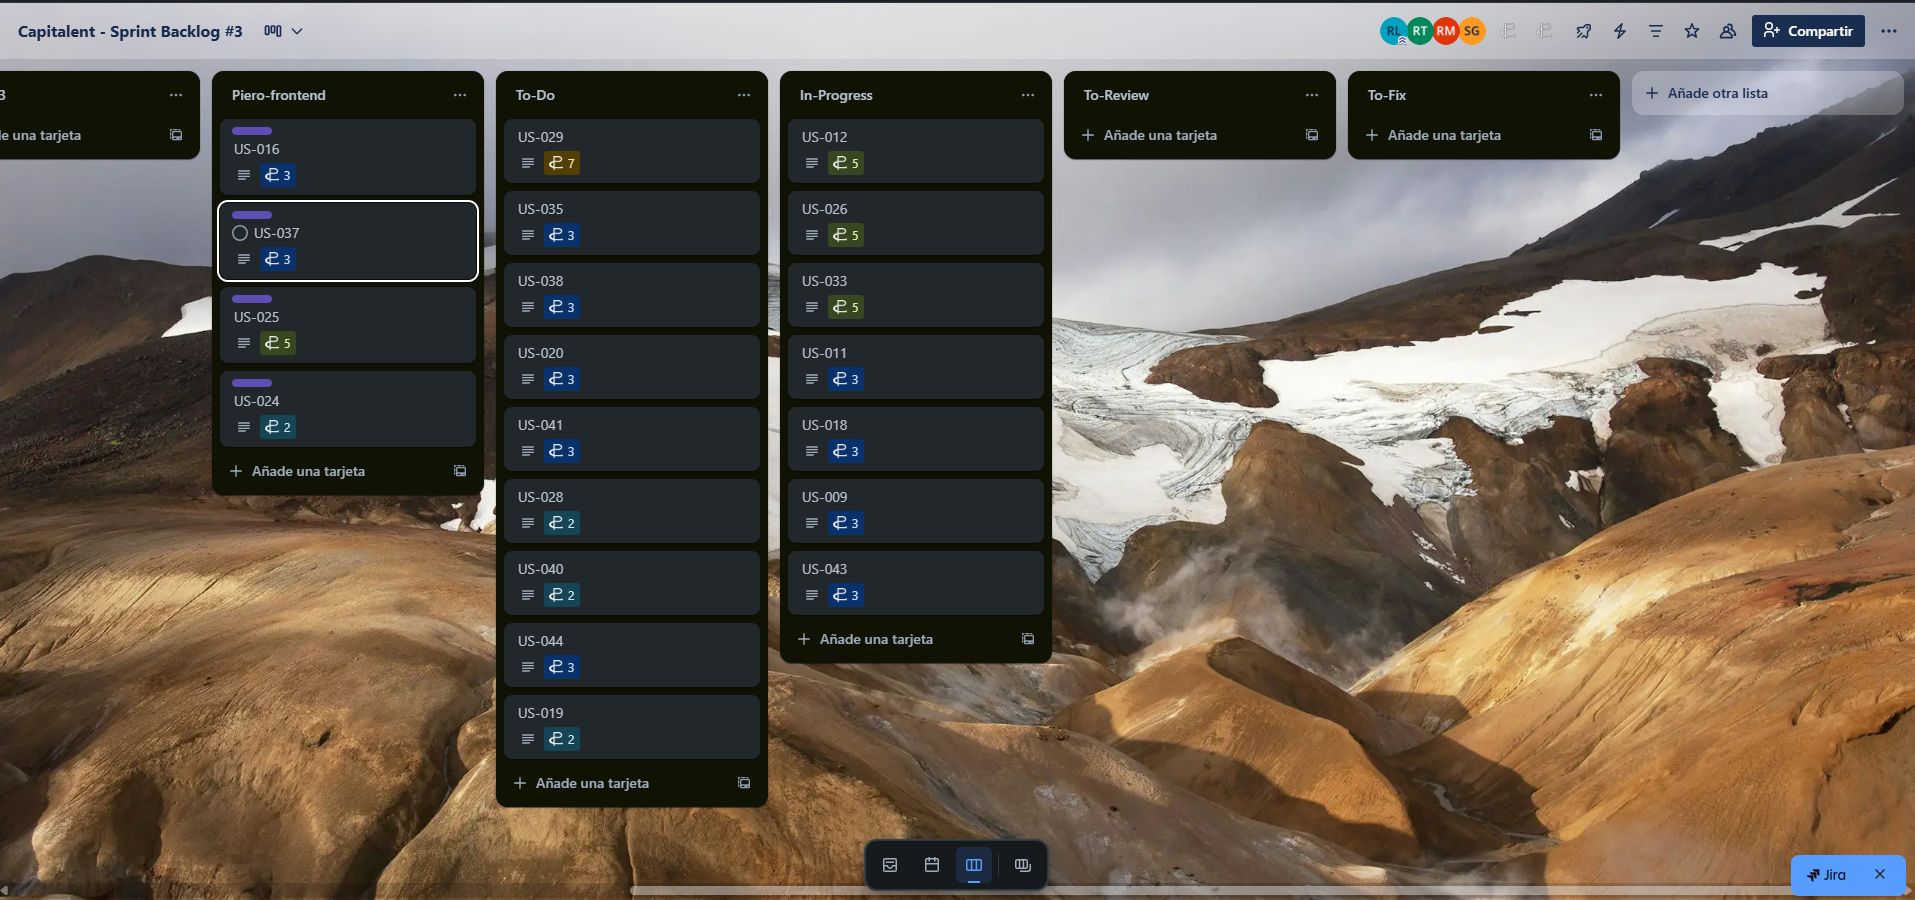 Capitalent - Sprint Backlog #3
RL
RT
RM
SG
Compartir
3
de una tarjeta
Piero-frontend
US-016
3
US-037
3
US-025
5
US-024
2
Añade una tarjeta
To-Do
US-029
7
US-035
3
US-038
3
US-020
3
US-041
3
US-028
2
US-040
2
US-044
3
US-019
2
Añade una tarjeta
In-Progress
US-012
5
US-026
5
US-033
5
US-011
3
US-018
3
US-009
3
US-043
3
Añade una tarjeta
To-Review
Añade una tarjeta
To-Fix
Añade una tarjeta
Añade otra lista
Jira